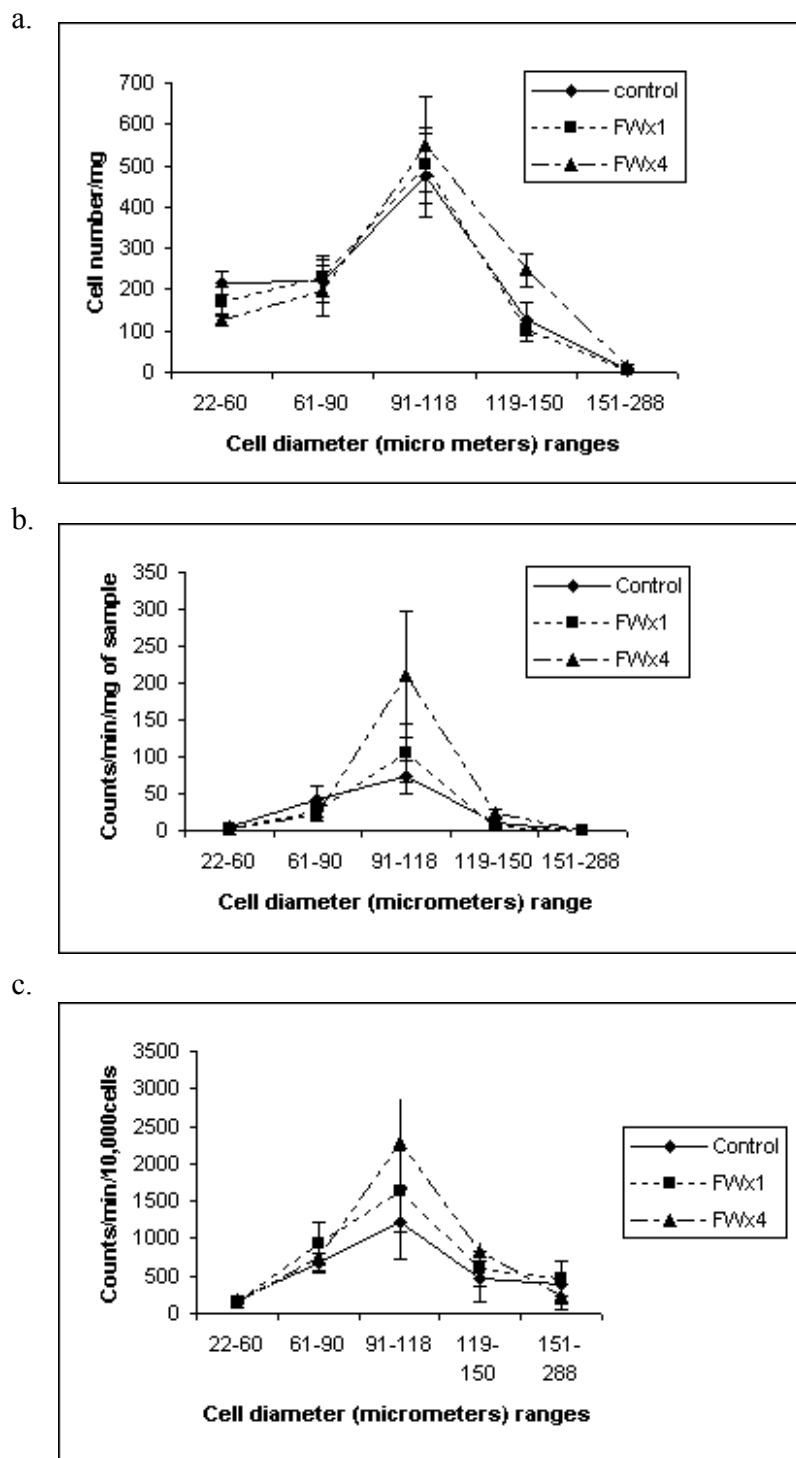 a.
700
600
500
400
300
200
100
0
Cell number/mg
22-60 61-90 91-118 119-150 151-288
Cell diameter (micro meters) ranges
control
FWx1
FWx4
b.
350
300
250
200
150
100
50
0
Counts/min/mg of sample
22-60 61-90 91-118 119-150 151-288
Cell diameter (micrometers) range
Control
FWx1
FWx4
c.
3500
3000
2500
2000
1500
1000
500
0
Counts/min/10,000cells
22-60 61-90 91-118 119- 151-
150 288
Cell diameter (micrometers) ranges
Control
FWx1
FWx4